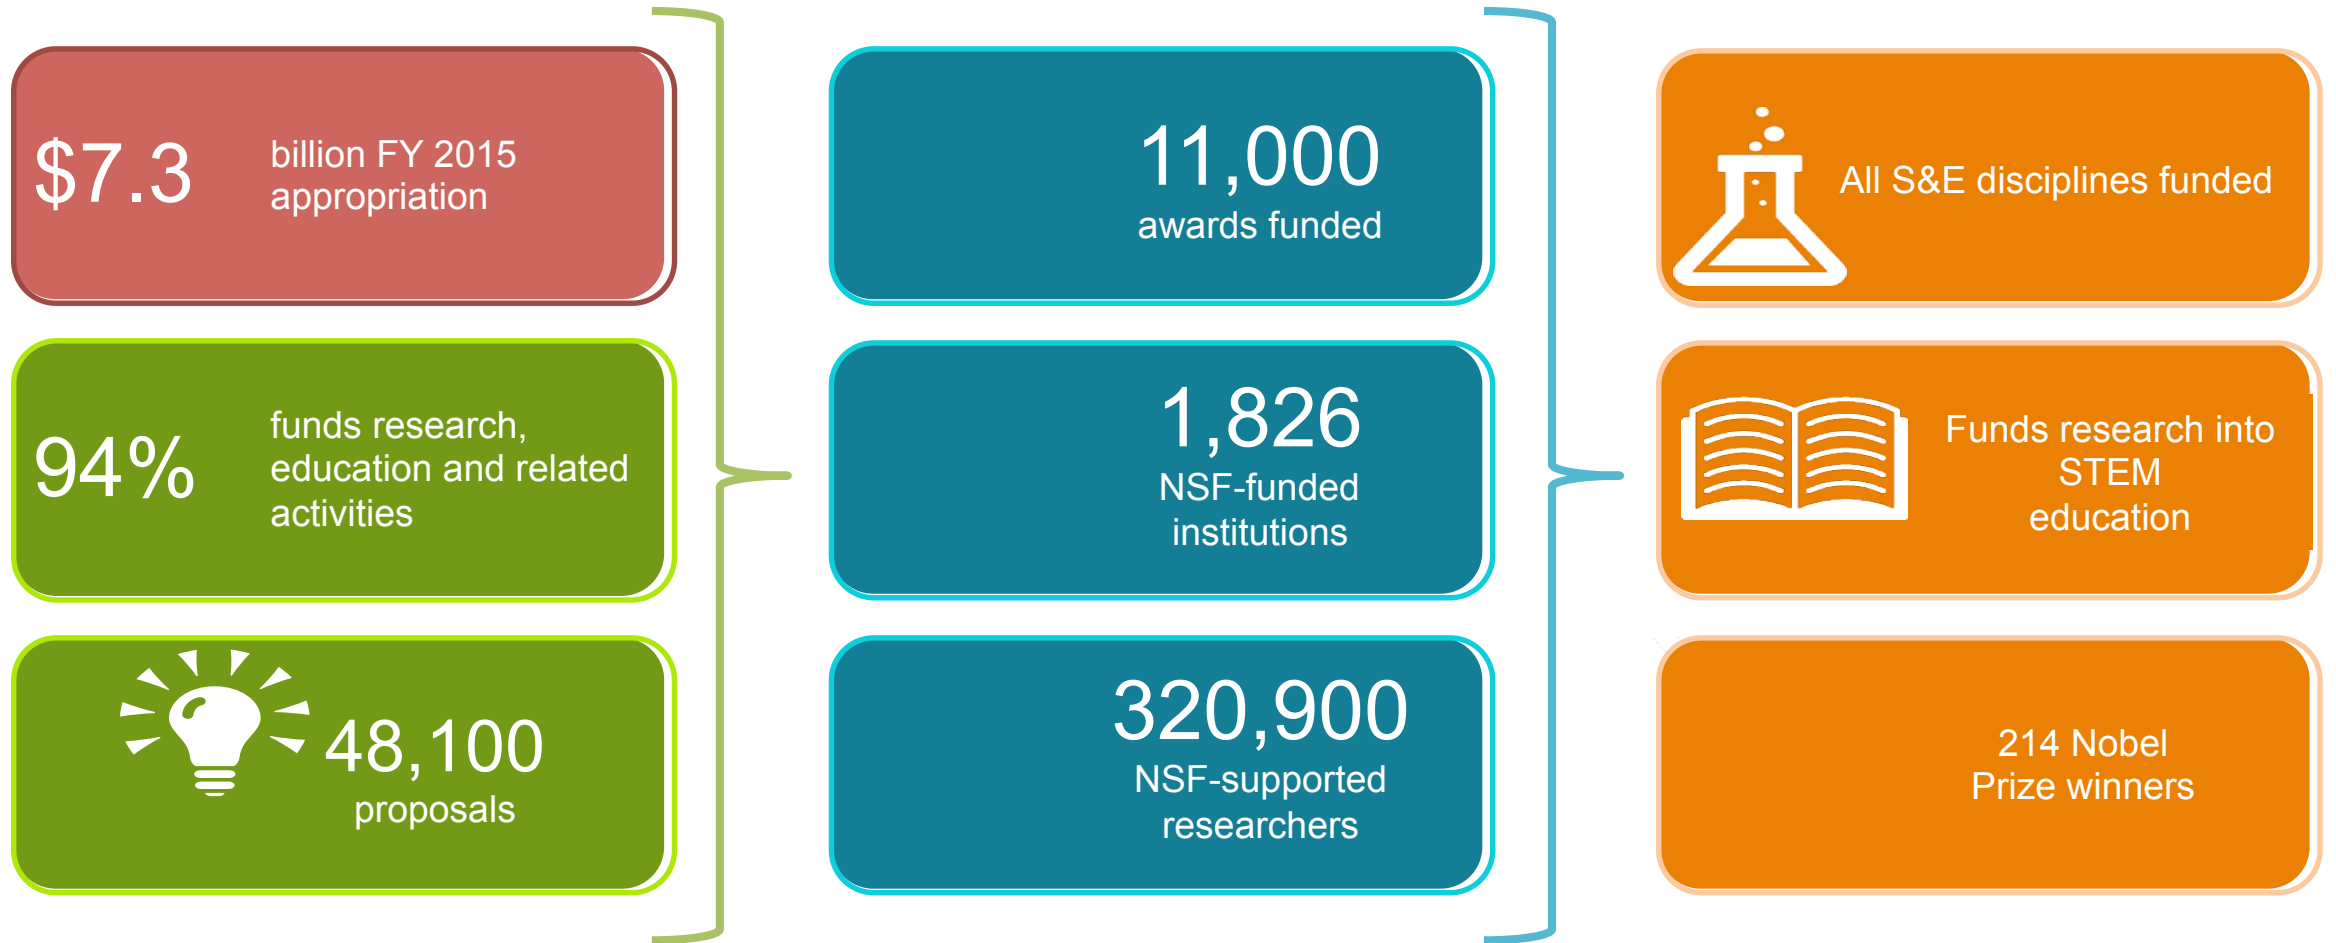 $7.3
billion FY 2015
appropriation
94%
funds research,
education and related
activities
48,100
proposals
11,000
awards funded
1,826
NSF-funded
institutions
320,900
NSF-supported
researchers
All S&E disciplines funded
Funds research into
STEM
education
214 Nobel
Prize winners